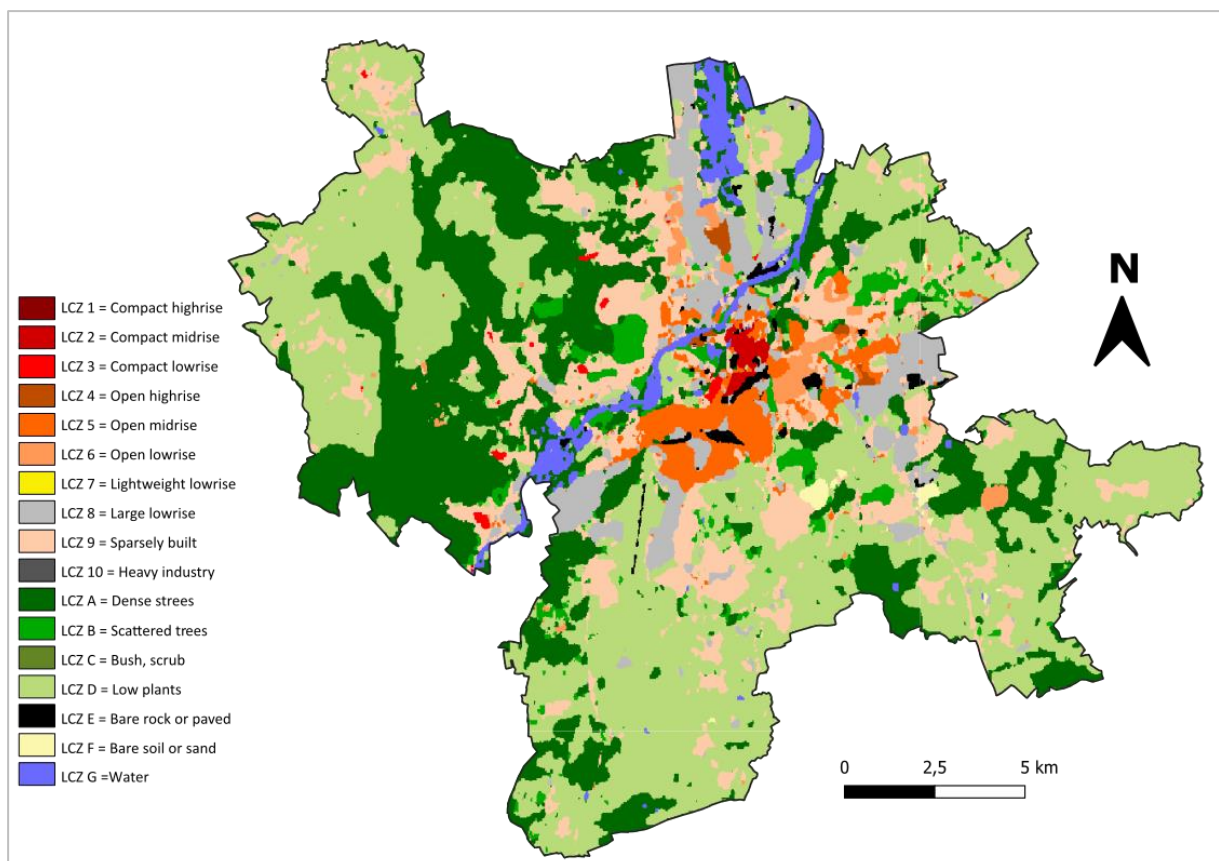 LCZ 1 = Compact highrise
LCZ 2 = Compact midrise
LCZ 3 = Compact lowrise
LCZ 4 = Open highrise
LCZ 5 = Open midrise
LCZ 6 = Open lowrise
LCZ 7 = Lightweight lowrise
LCZ 8 = Large lowrise
LCZ 9 = Sparsely built
LCZ 10 = Heavy industry
LCZ A = Dense strees
LCZ B = Scattered trees
LCZ C = Bush, scrub
LCZ D = Low plants
LCZ E = Bare rock or paved
LCZ F = Bare soil or sand
LCZ G =Water
N
0 2,5 5 km